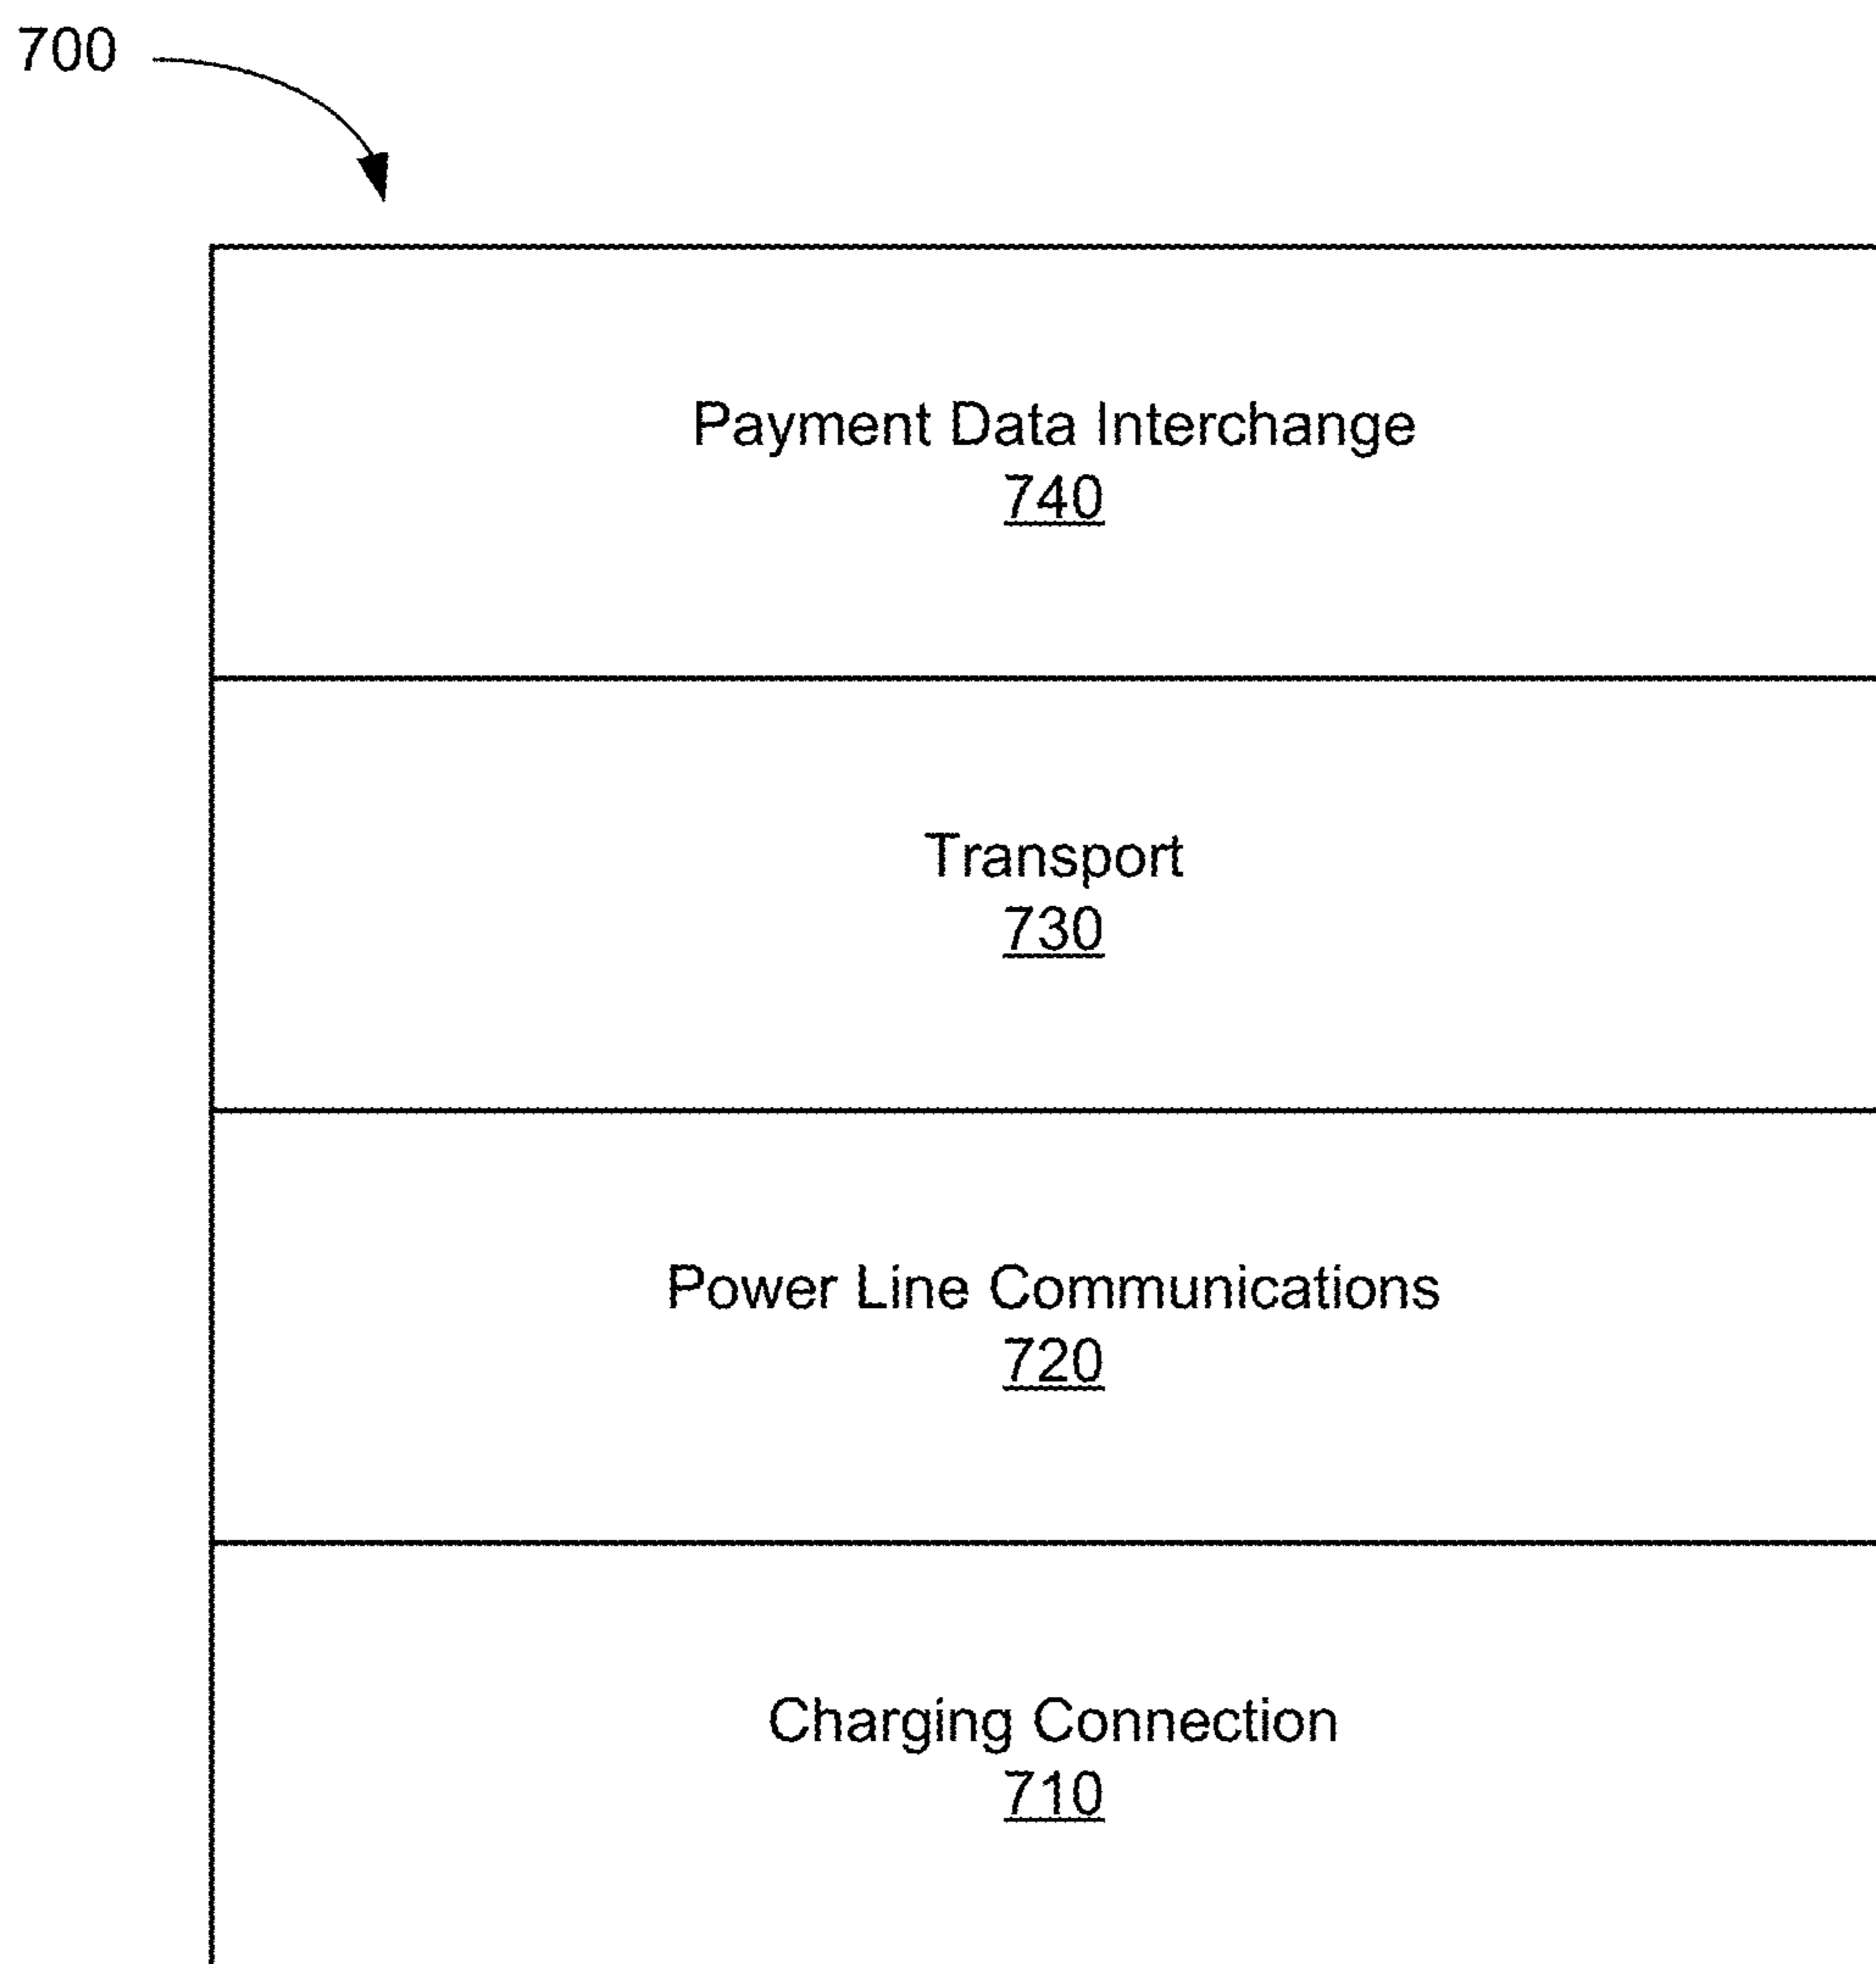 700
Payment Data Interchange
740
Transport
730
Power Line Communications
720
Charging Connection
710